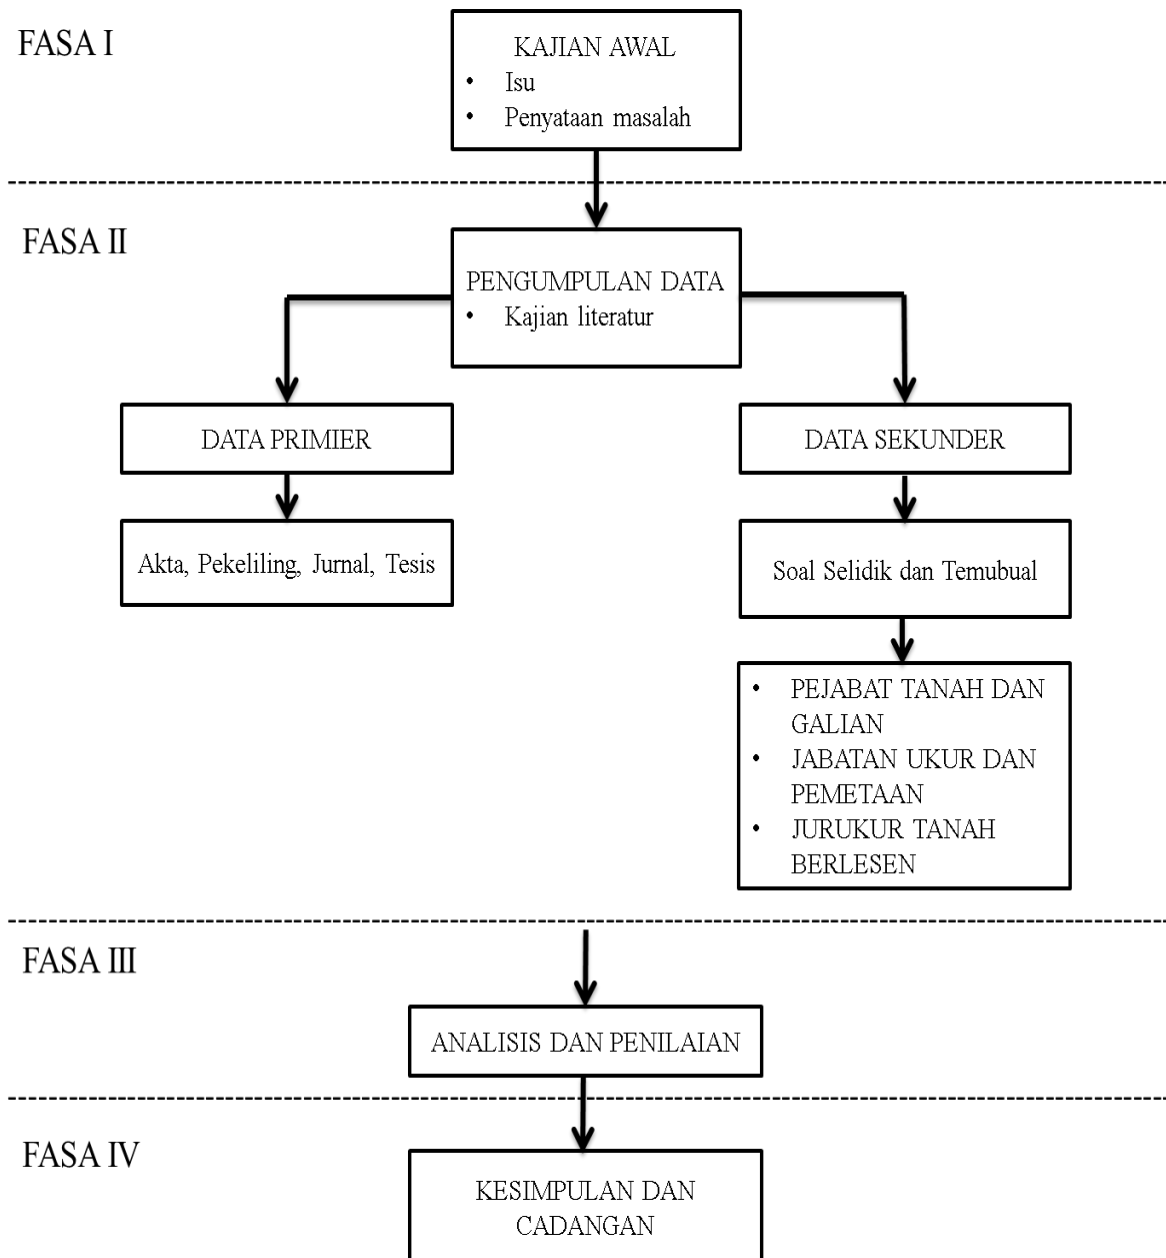 FASA I
KAJIAN AWAL
• Isu
• Penyataan masalah
FASA II
PENGUMPULAN DATA
• Kajian literatur
DATA PRIMIER
DATA SEKUNDER
Akta, Pekeliling, Jurnal, Tesis
Soal Selidik dan Temubual
• PEJABAT TANAH DAN
GALIAN
• JABATAN UKUR DAN
PEMETAAN
• JURUKUR TANAH
BERLESEN
FASA III
ANALISIS DAN PENILAIAN
FASA IV
KESIMPULAN DAN
CADANGAN